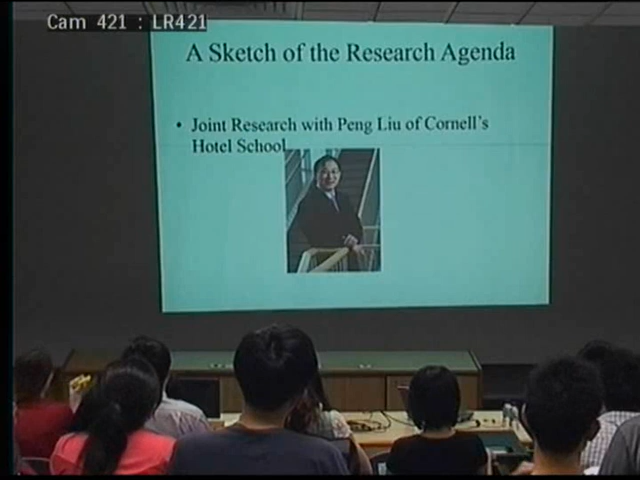 Cam 421 : LR421
A Sketch of the Research Agenda
• Joint Research with Peng Liu of Cornell's
Hotel School